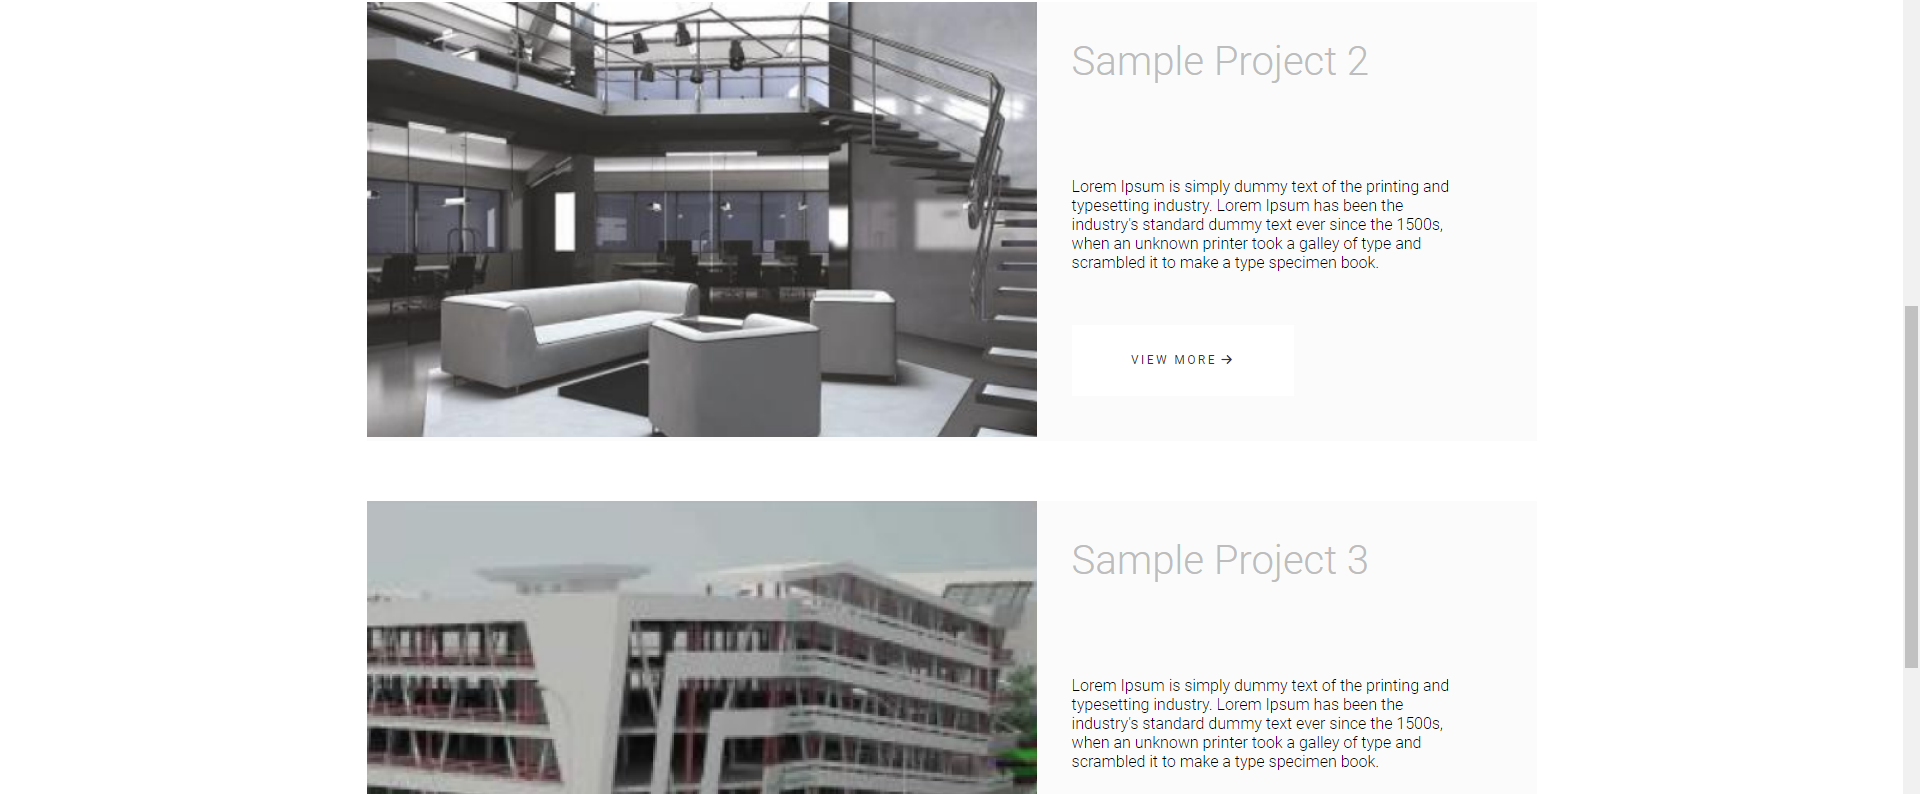 Sample Project 2
Lorem Ipsum is simply dummy text of the printing and
typesetting industry. Lorem Ipsum has been the
industry's standard dummy text ever since the 1500s,
when an unknown printer took a galley of type and
scrambled it to make a type specimen book.
VIEW MORE →
Sample Project 3
Lorem Ipsum is simply dummy text of the printing and
typesetting industry. Lorem Ipsum has been the
industry's standard dummy text ever since the 1500s,
when an unknown printer took a galley of type and
scrambled it to make a type specimen book.